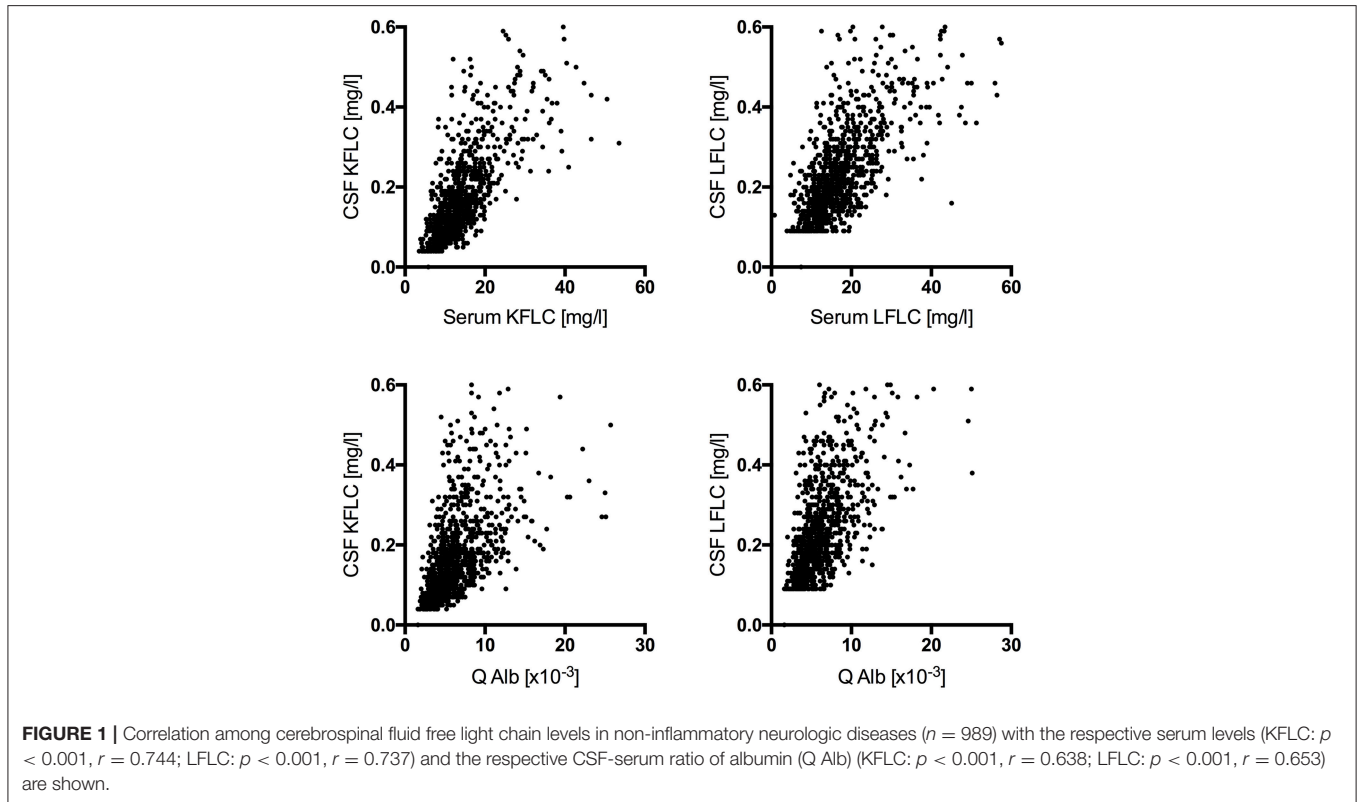 0.6
0.4
0.2
0.0
CSF KFLC [mg/l]
0 20 40 60
Serum KFLC [mg/l]
0.6
0.4
0.2
0.0
CSF LFLC [mg/l]
0 20 40 60
Serum LFLC [mg/l]
0.6
0.4
0.2
0.0
CSF KFLC [mg/l]
0 10 20 30
Q Alb [x10-3]
0.6
0.4
0.2
0.0
CSF LFLC [mg/l]
0 10 20 30
Q Alb [x10-3]
FIGURE 1 | Correlation among cerebrospinal fluid free light chain levels in non-inflammatory neurologic diseases (n = 989) with the respective serum levels (KFLC: p
< 0.001, r = 0.744; LFLC: p < 0.001, r = 0.737) and the respective CSF-serum ratio of albumin (Q Alb) (KFLC: p < 0.001, r = 0.638; LFLC: p < 0.001, r = 0.653)
are shown.